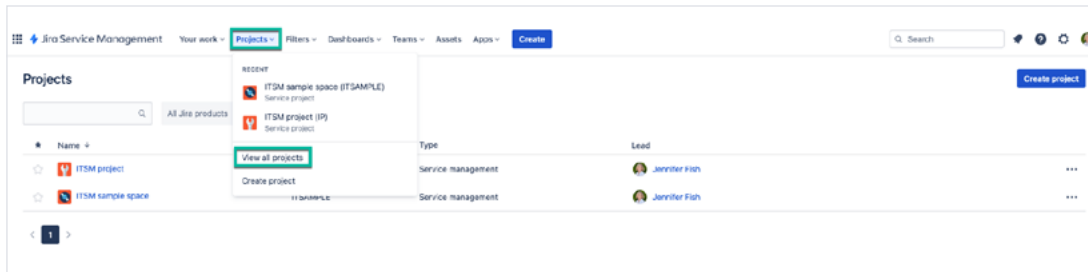 Jira Service Management Your work Projects Filters Dashboards Teams Assets Apps Create Search
Projects
Create project
All Jira products
RECENT
ITSM sample space (ITSAMPLE)
Service project
ITSM project (IP)
Service project
View all projects
Create project
Name Type Lead
ITSM project Service management Jennifer Fish
ITSM sample space ITSAMPLE Service management Jennifer Fish
1